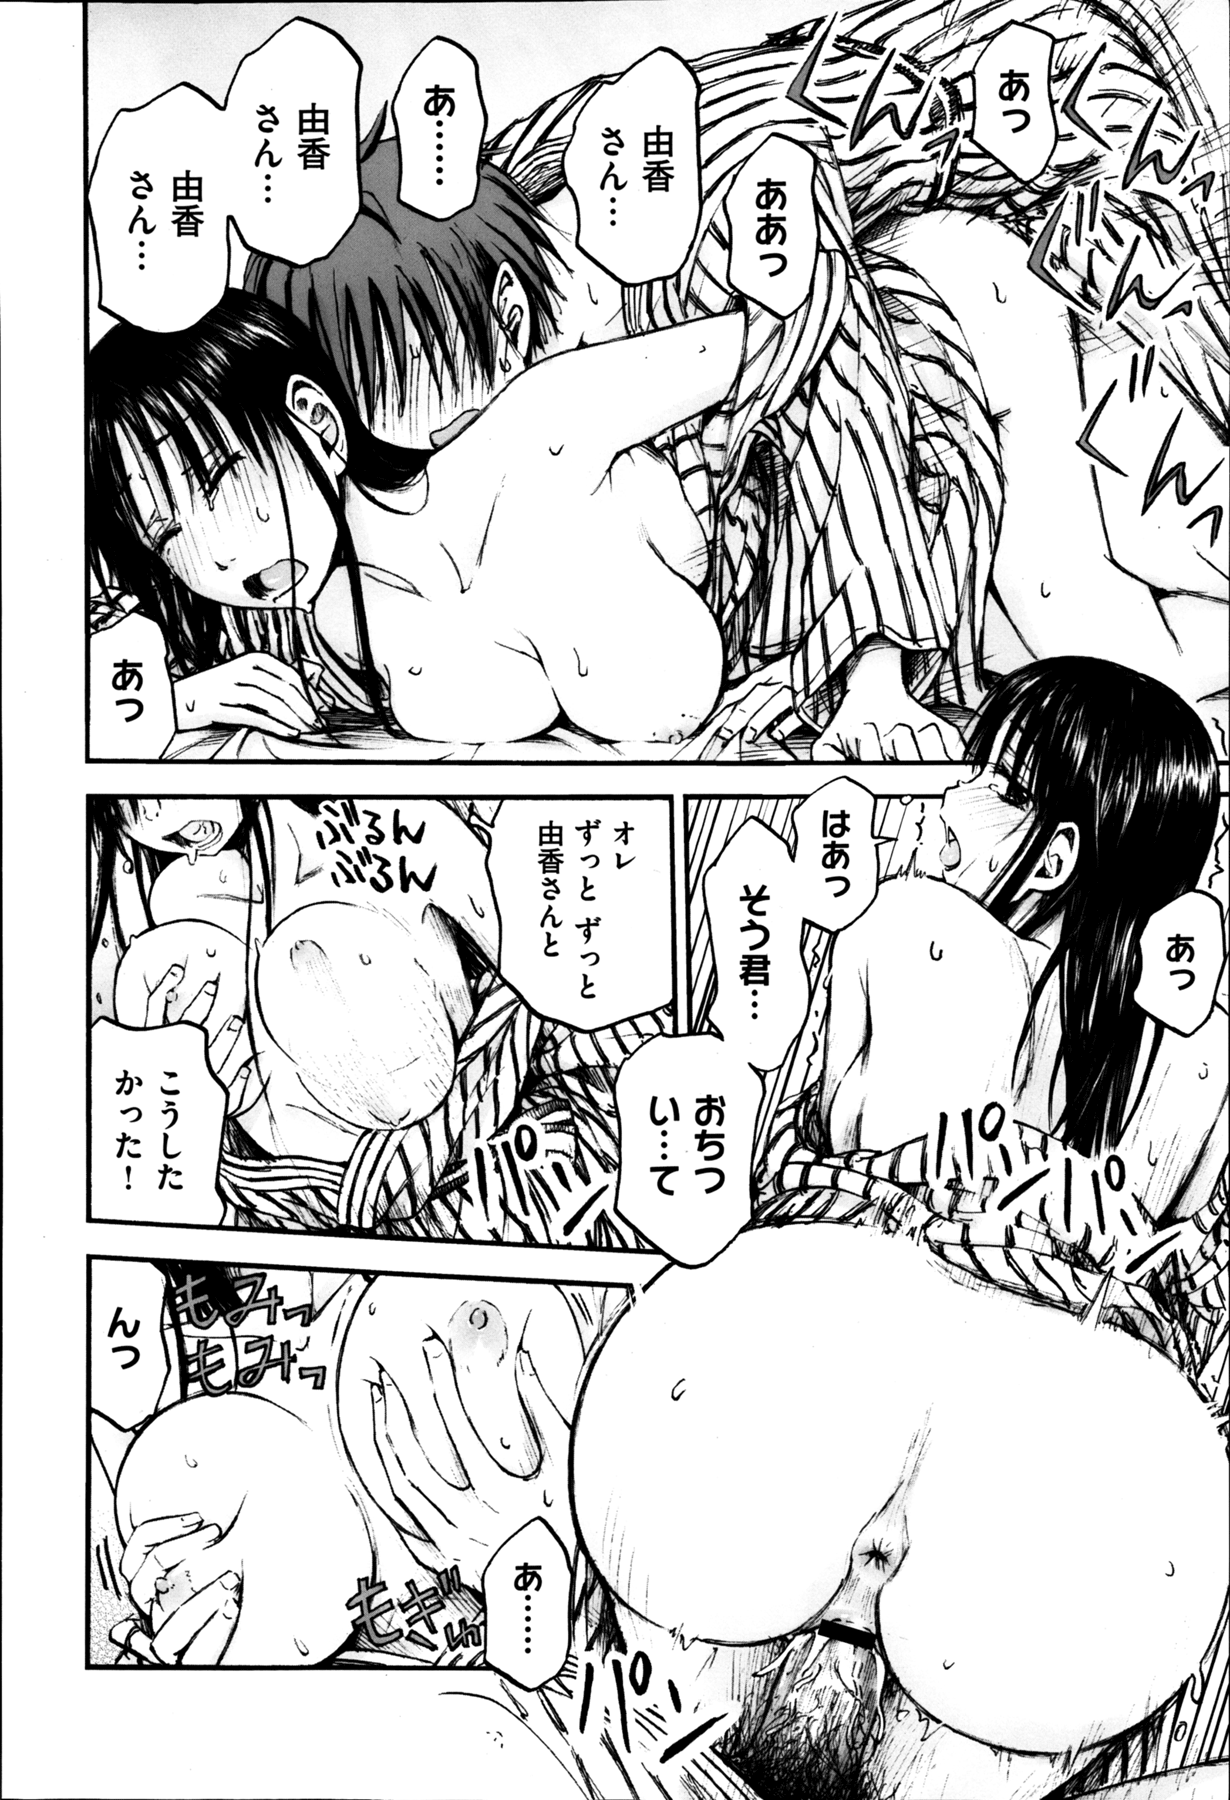 あっ
ああっ
由香
さん…
あ……
由香
さん…
由香
さん…
あっ
あっ
はあっ
そう君…
おちつ
い…て
オレ
ずっと ずっと
由香さんと
こうした
かった！
ぶるん
ぶるん
パン
パン
パン
パン
んっ
もみっ
もみっ
あ……